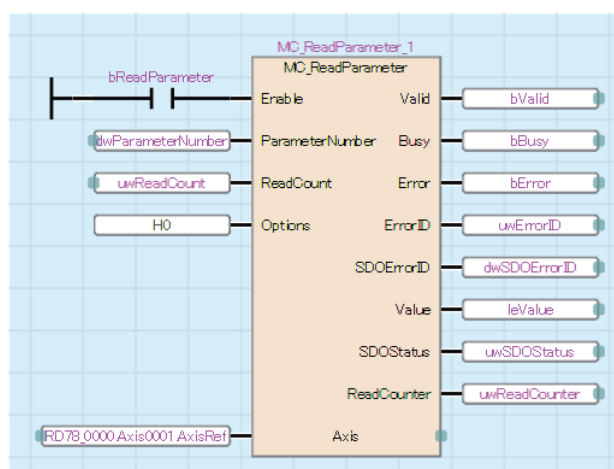 MC_ReadParameter_1
MC_ReadParameter
bReadParameter
Enable Valid bValid
dwParameterNumber ParameterNumber Busy bBusy
uwReadCount ReadCount Error bError
H0 Options ErrorID uwErrorID
SDOErrorID dwSDOErrorID
Value leValue
SDOStatus uwSDOStatus
ReadCounter uwReadCounter
RD78_0000.Axis0001.AxisRef Axis